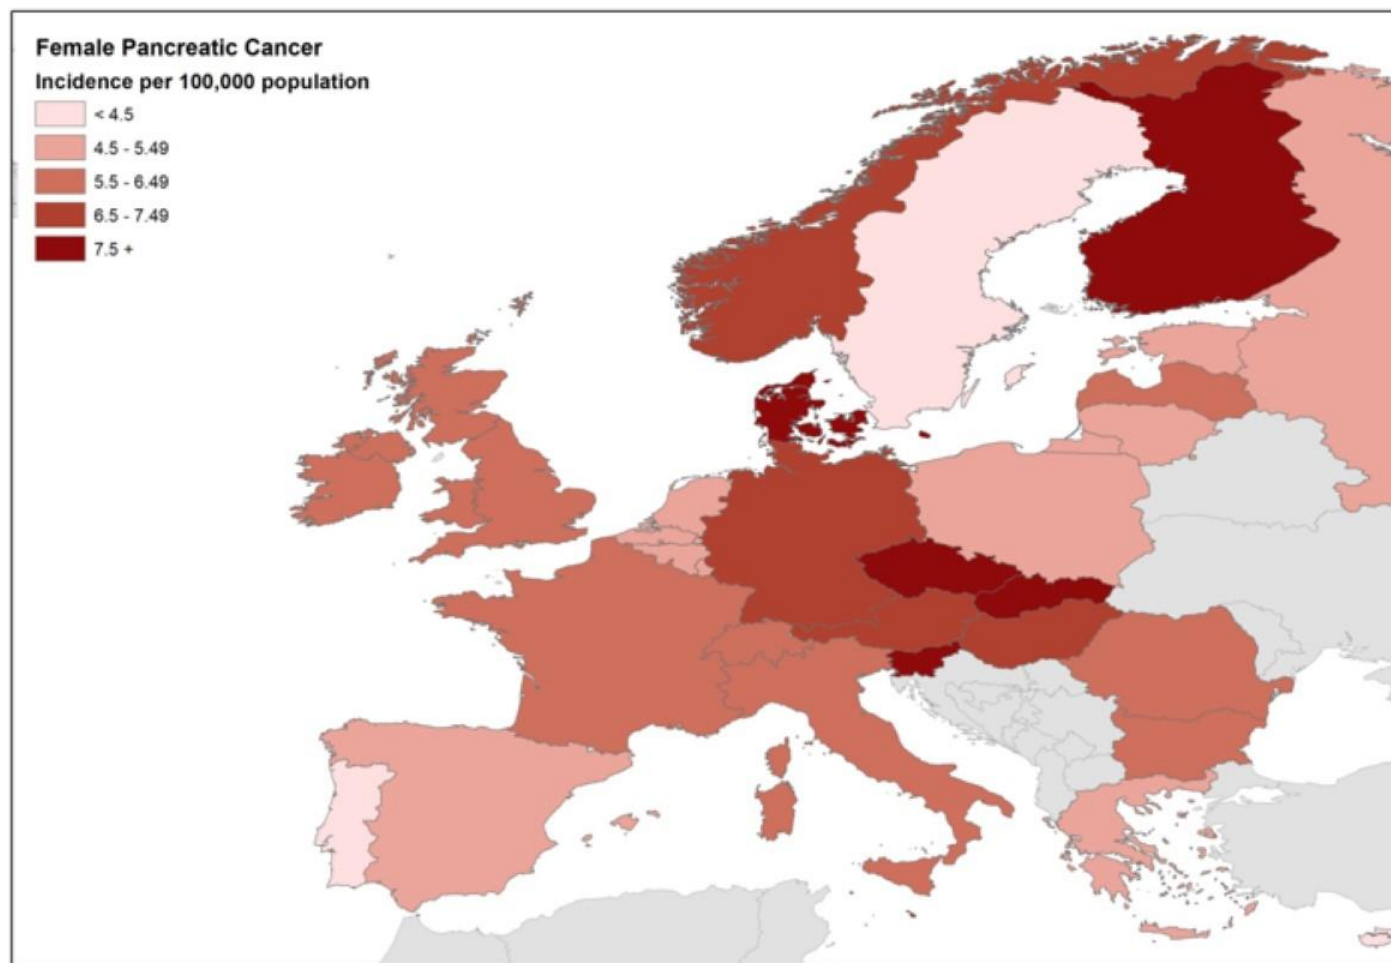 Female Pancreatic Cancer
Incidence per 100,000 population
< 4.5
4.5 - 5.49
5.5 - 6.49
6.5 - 7.49
7.5 +